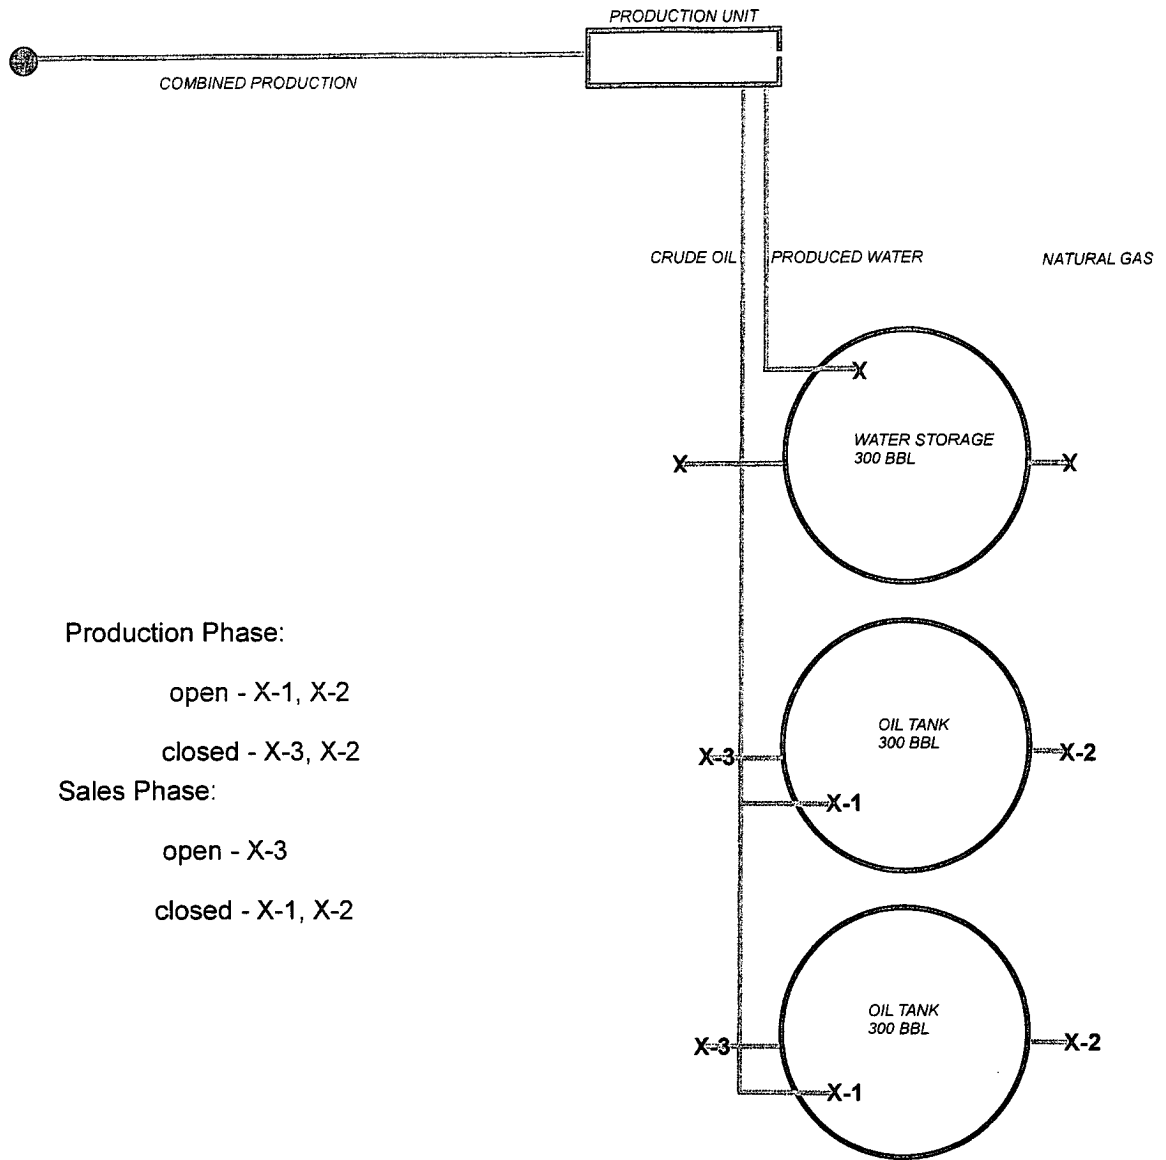 PRODUCTION UNIT
COMBINED PRODUCTION
CRUDE OIL
PRODUCED WATER
NATURAL GAS
X
WATER STORAGE
300 BBL
X
X
Production Phase:
open - X-1, X-2
closed - X-3, X-2
Sales Phase:
open - X-3
closed - X-1, X-2
OIL TANK
300 BBL
X-3
X-2
X-1
OIL TANK
300 BBL
X-3
X-2
X-1